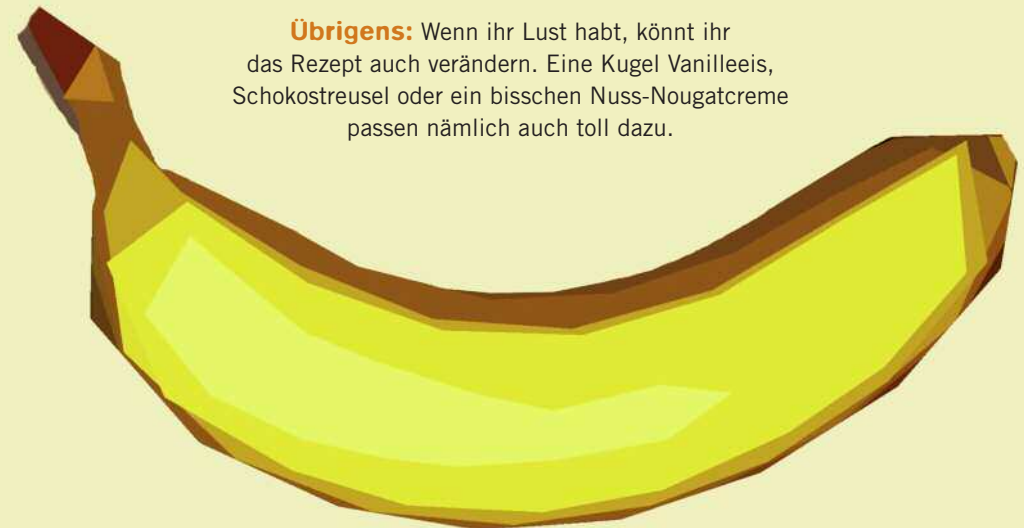 Übrigens: Wenn ihr Lust habt, könnt ihr
das Rezept auch verändern. Eine Kugel Vanilleeis,
Schokostreusel oder ein bisschen Nuss-Nougatcreme
passen nämlich auch toll dazu.